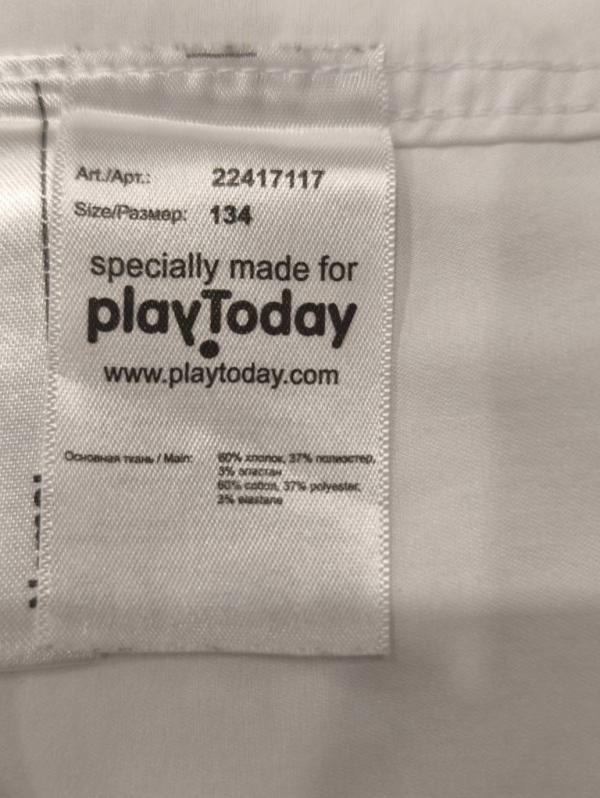 Art./Арт.: 22417117
Size/Размер: 134
specially made for
playToday
www.playtoday.com
Основная ткань / Main: 60% хлопок, 37% полиэстер,
3% эластан
60% cotton, 37% polyester,
3% elastane